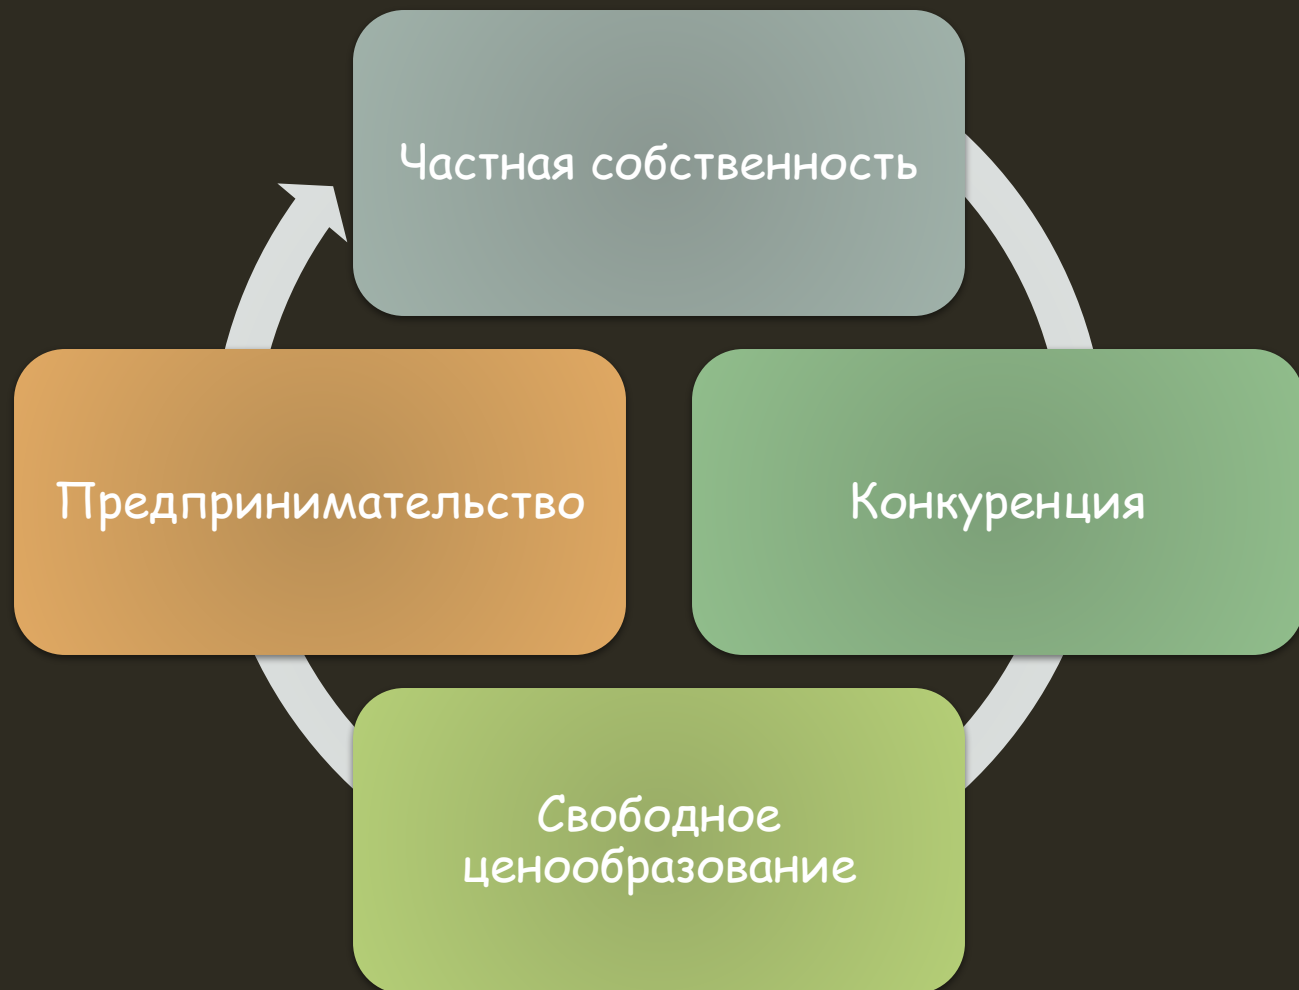 Частная собственность
Предпринимательство
Конкуренция
Свободное
ценообразование